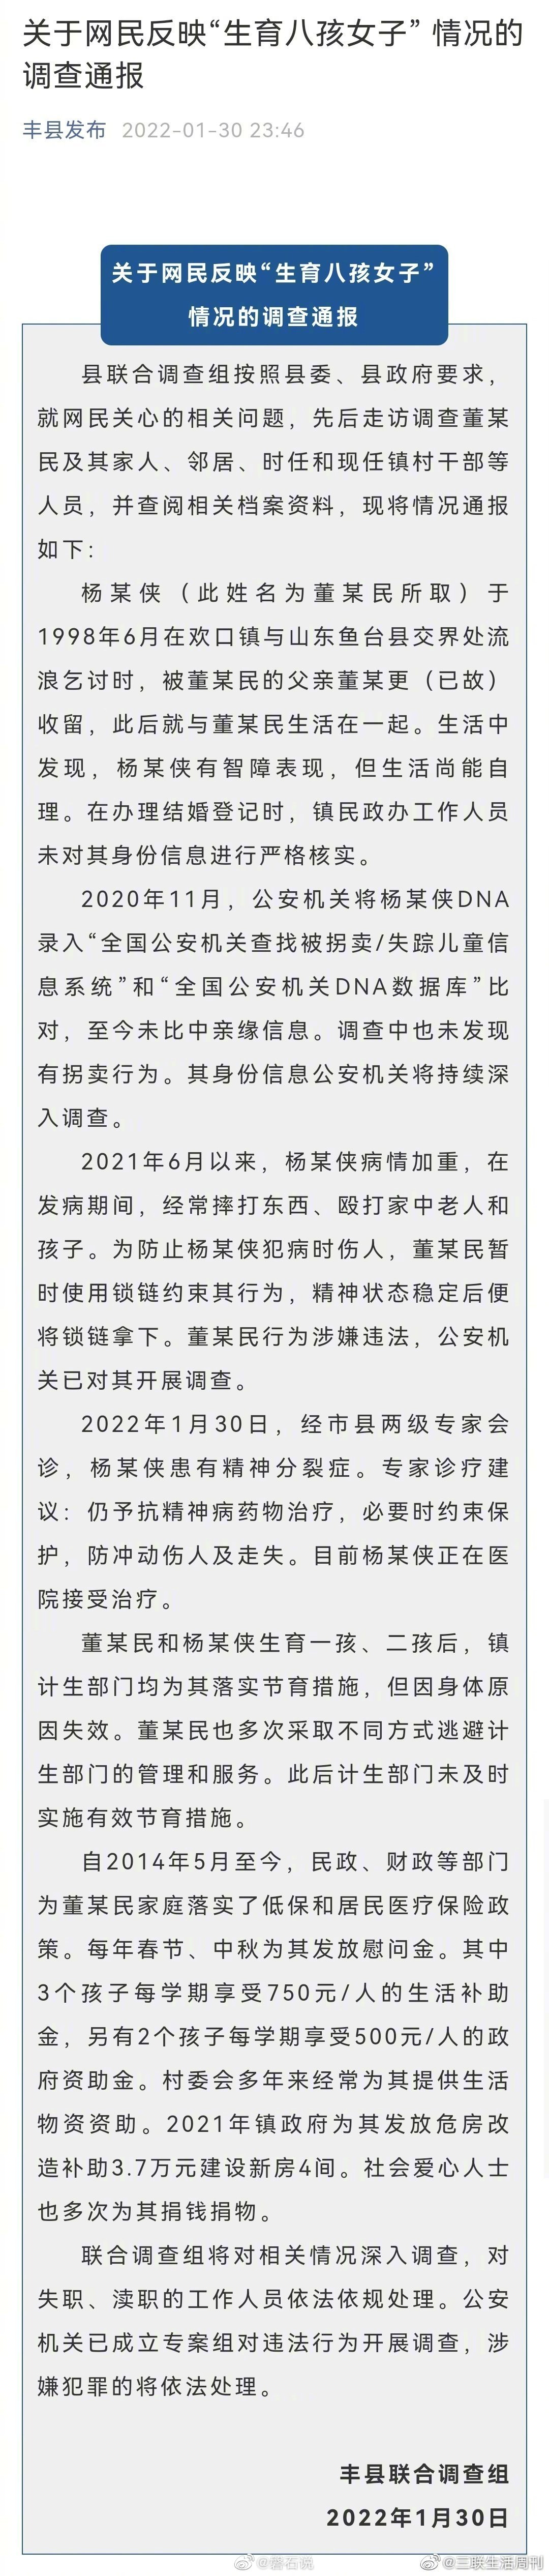 关于网民反映“生育八孩女子” 情况的
调查通报
丰县发布 2022-01-30 23:46
关于网民反映“生育八孩女子”
情况的调查通报
县联合调查组按照县委、县政府要求，
就网民关心的相关问题，先后走访调查董某
民及其家人、邻居、时任和现任镇村干部等
人员，并查阅相关档案资料，现将情况通报
如下：
杨某侠（此姓名为董某民所取）于
1998年6月在欢口镇与山东鱼台县交界处流
浪乞讨时，被董某民的父亲董某更（已故）
收留，此后就与董某民生活在一起。生活中
发现，杨某侠有智障表现，但生活尚能自
理。在办理结婚登记时，镇民政办工作人员
未对其身份信息进行严格核实。
2020年11月，公安机关将杨某侠DNA
录入“全国公安机关查找被拐卖/失踪儿童信
息系统”和“全国公安机关DNA数据库”比
对，至今未比中亲缘信息。调查中也未发现
有拐卖行为。其身份信息公安机关将持续深
入调查。
2021年6月以来，杨某侠病情加重，在
发病期间，经常摔打东西、殴打家中老人和
孩子。为防止杨某侠犯病时伤人，董某民暂
时使用锁链约束其行为，精神状态稳定后便
将锁链拿下。董某民行为涉嫌违法，公安机
关已对其开展调查。
2022年1月30日，经市县两级专家会
诊，杨某侠患有精神分裂症。专家诊疗建
议：仍予抗精神病药物治疗，必要时约束保
护，防冲动伤人及走失。目前杨某侠正在医
院接受治疗。
董某民和杨某侠生育一孩、二孩后，镇
计生部门均为其落实节育措施，但因身体原
因失效。董某民也多次采取不同方式逃避计
生部门的管理和服务。此后计生部门未及时
实施有效节育措施。
自2014年5月至今，民政、财政等部门
为董某民家庭落实了低保和居民医疗保险政
策。每年春节、中秋为其发放慰问金。其中
3个孩子每学期享受750元/人的生活补助
金，另有2个孩子每学期享受500元/人的政
府资助金。村委会多年来经常为其提供生活
物资资助。2021年镇政府为其发放危房改
造补助3.7万元建设新房4间。社会爱心人士
也多次为其捐钱捐物。
联合调查组将对相关情况深入调查，对
失职、渎职的工作人员依法依规处理。公安
机关已成立专案组对违法行为开展调查，涉
嫌犯罪的将依法处理。
丰县联合调查组
2022年1月30日
@磐石说 @三联生活周刊